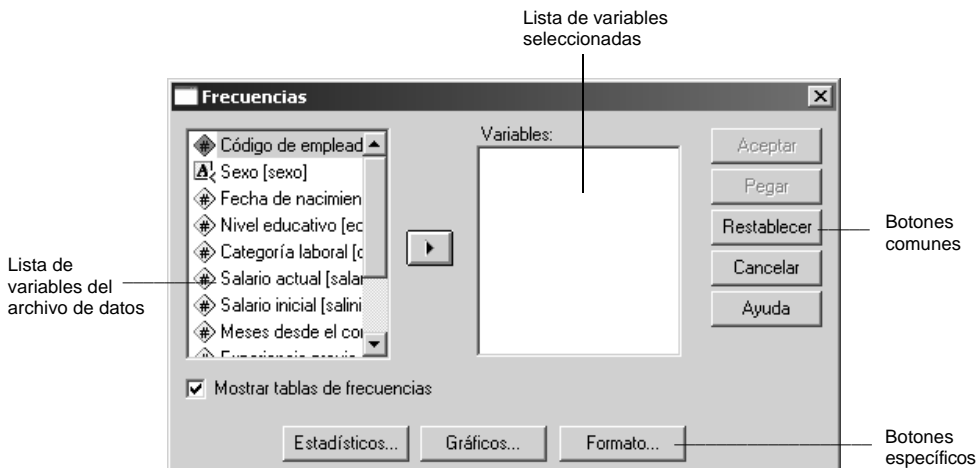 Lista de variables
seleccionadas
Frecuencias
Variables:
Código de emplead
Sexo [sexo]
Fecha de nacimien
Nivel educativo [ec
Categoría laboral [c
Salario actual [salar
Salario inicial [salini
Meses desde el con
Lista de
variables del
archivo de datos
Aceptar
Pegar
Restablecer
Cancelar
Ayuda
Botones
comunes
Mostrar tablas de frecuencias
Estadísticos...
Gráficos...
Formato...
Botones
específicos